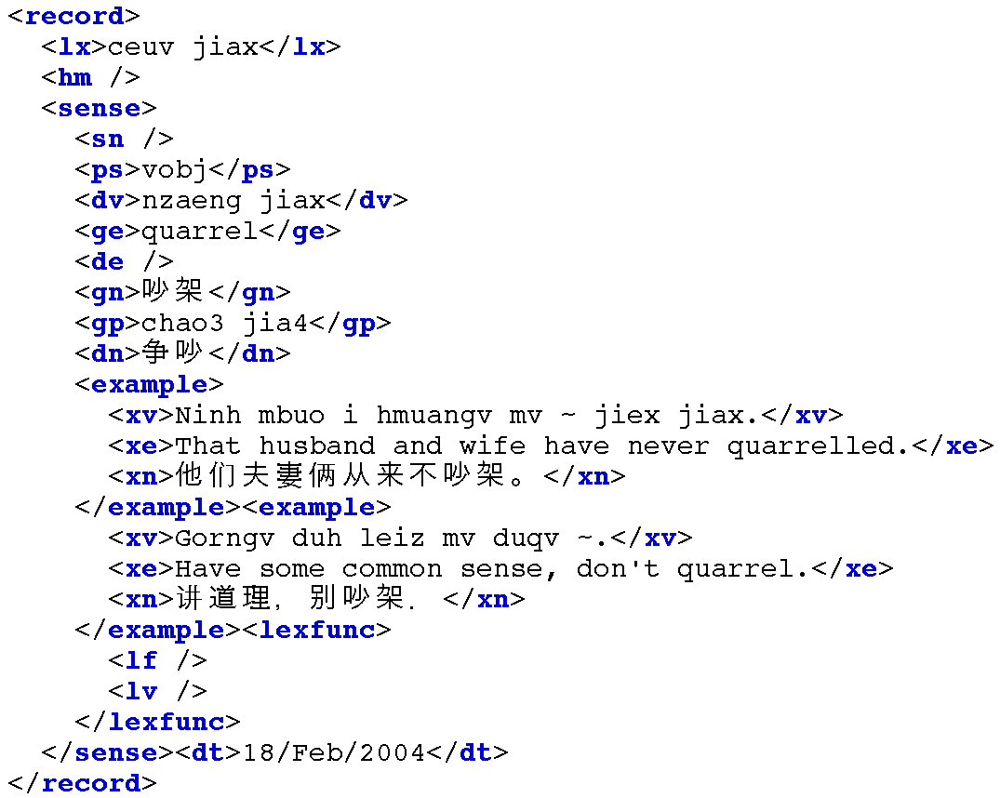 <record>
<lx>ceuv jiax</lx>
<hm />
<sense>
<sn />
<ps>vobj</ps>
<dv>nzaeng jiax</dv>
<ge>quarrel</ge>
<de />
<gn>吵架</gn>
<gp>chao3 jia4</gp>
<dn>争吵</dn>
<example>
<xv>Ninh mbuo i hmuangv mv ~ jiex jiax.</xv>
<xe>That husband and wife have never quarrelled.</xe>
<xn>他们夫妻俩从来不吵架。</xn>
</example><example>
<xv>Gorngv duh leiz mv duqv ~.</xv>
<xe>Have some common sense, don't quarrel.</xe>
<xn>讲道理，别吵架．</xn>
</example><lexfunc>
<lf />
<lv />
</lexfunc>
</sense><dt>18/Feb/2004</dt>
</record>